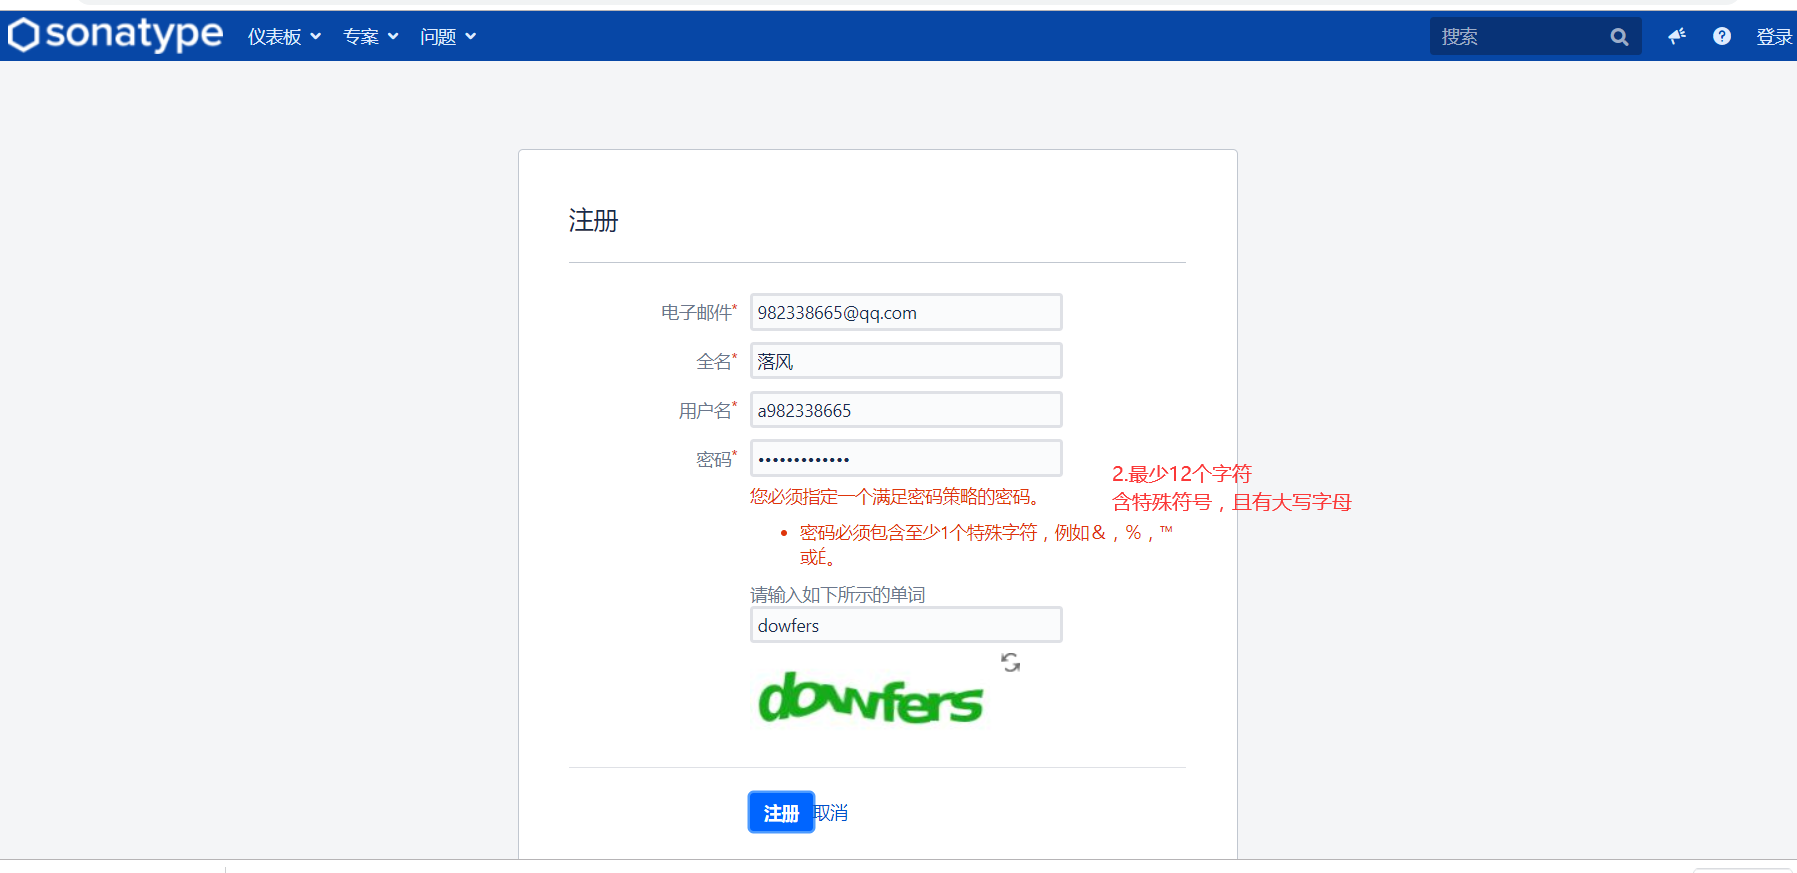 sonatype 仪表板 专案 问题 搜索 登录
注册
电子邮件* 982338665@qq.com
全名* 落风
用户名* a982338665
密码* •••••••••••••
2.最少12个字符
含特殊符号，且有大写字母
您必须指定一个满足密码策略的密码。
• 密码必须包含至少1个特殊字符，例如&，%，™
或É。
请输入如下所示的单词
dowfers
dowfers
注册 取消